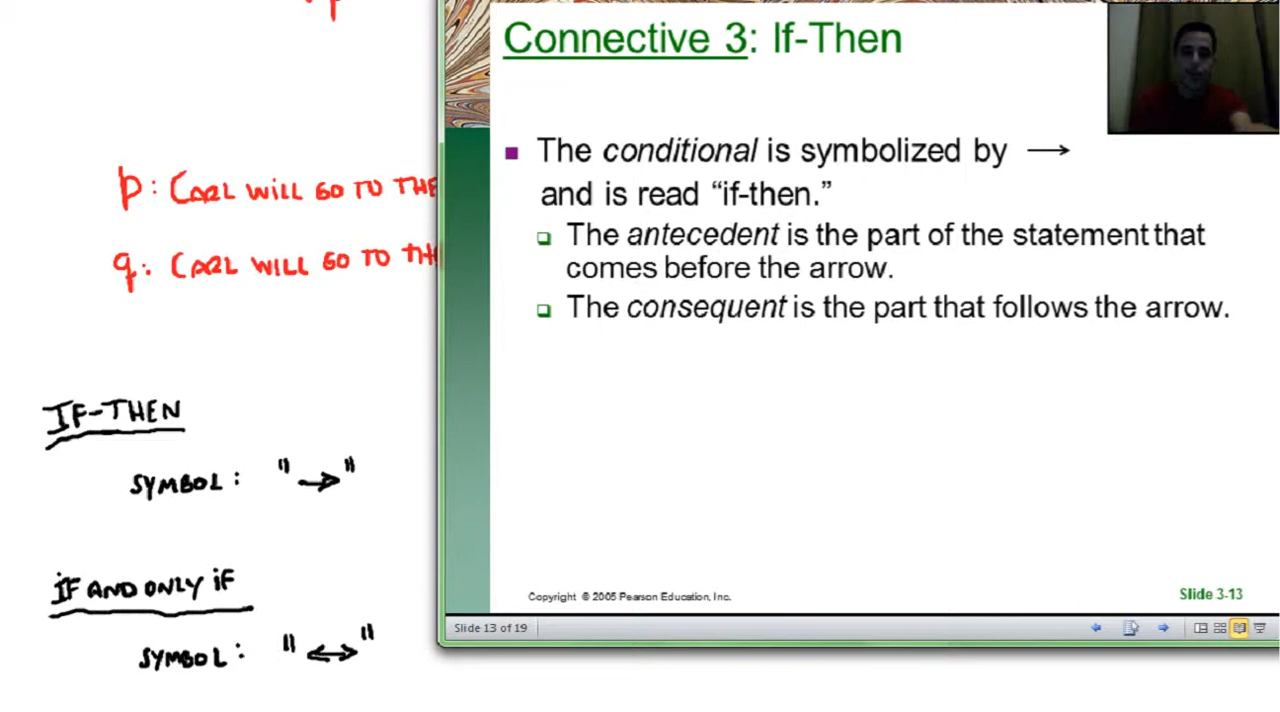 p: CARL WILL GO TO THE
q: CARL WILL GO TO THE
IF-THEN
SYMBOL: "→"
IF AND ONLY IF
SYMBOL: "↔"
Connective 3: If-Then
The conditional is symbolized by →
and is read “if-then.”
The antecedent is the part of the statement that
comes before the arrow.
The consequent is the part that follows the arrow.
Copyright © 2005 Pearson Education, Inc.
Slide 3-13
Slide 13 of 19